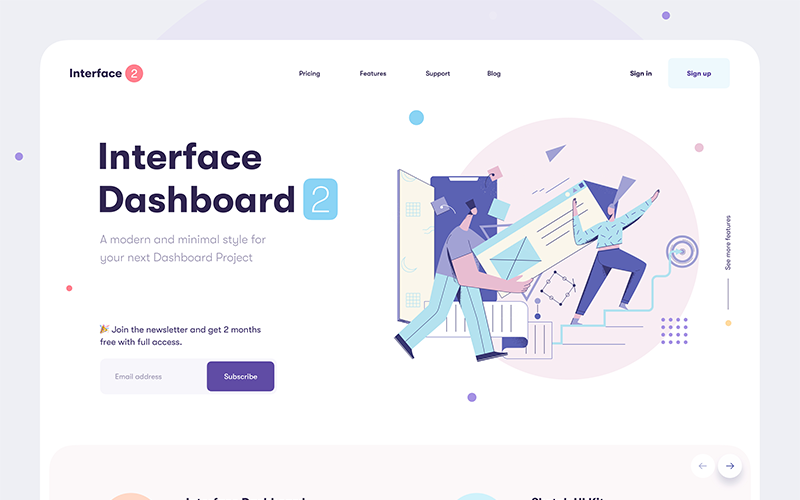 Interface 2
Pricing
Features
Support
Blog
Sign in
Sign up
Interface
Dashboard 2
A modern and minimal style for
your next Dashboard Project
See more features
🎉 Join the newsletter and get 2 months
free with full access.
Email address
Subscribe